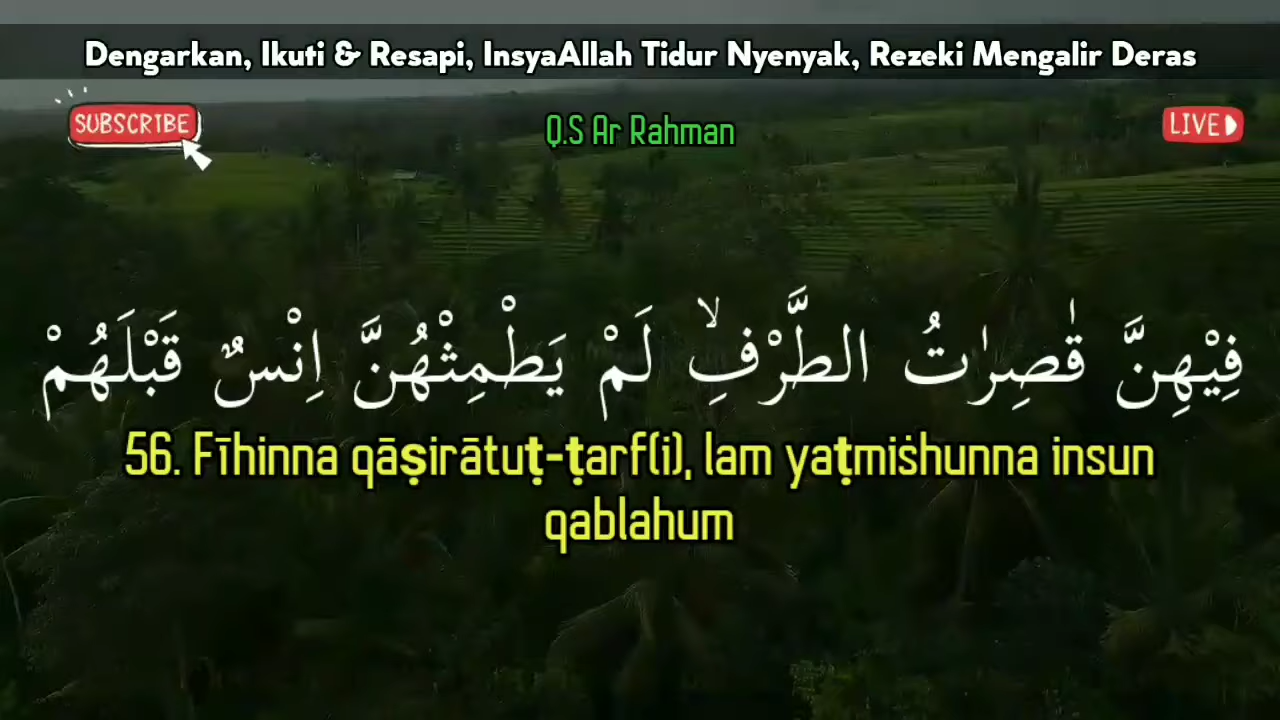 Dengarkan, Ikuti & Resapi, InsyaAllah Tidur Nyenyak, Rezeki Mengalir Deras
SUBSCRIBE
Q.S Ar Rahman
LIVE
فِيْهِنَّ قٰصِرٰتُ الطَّرْفِۙ لَمْ يَطْمِثْهُنَّ اِنْسٌ قَبْلَهُمْ
56. Fīhinna qāṣirātuṭ-ṭarf(i), lam yaṭmiṡhunna insun
qablahum